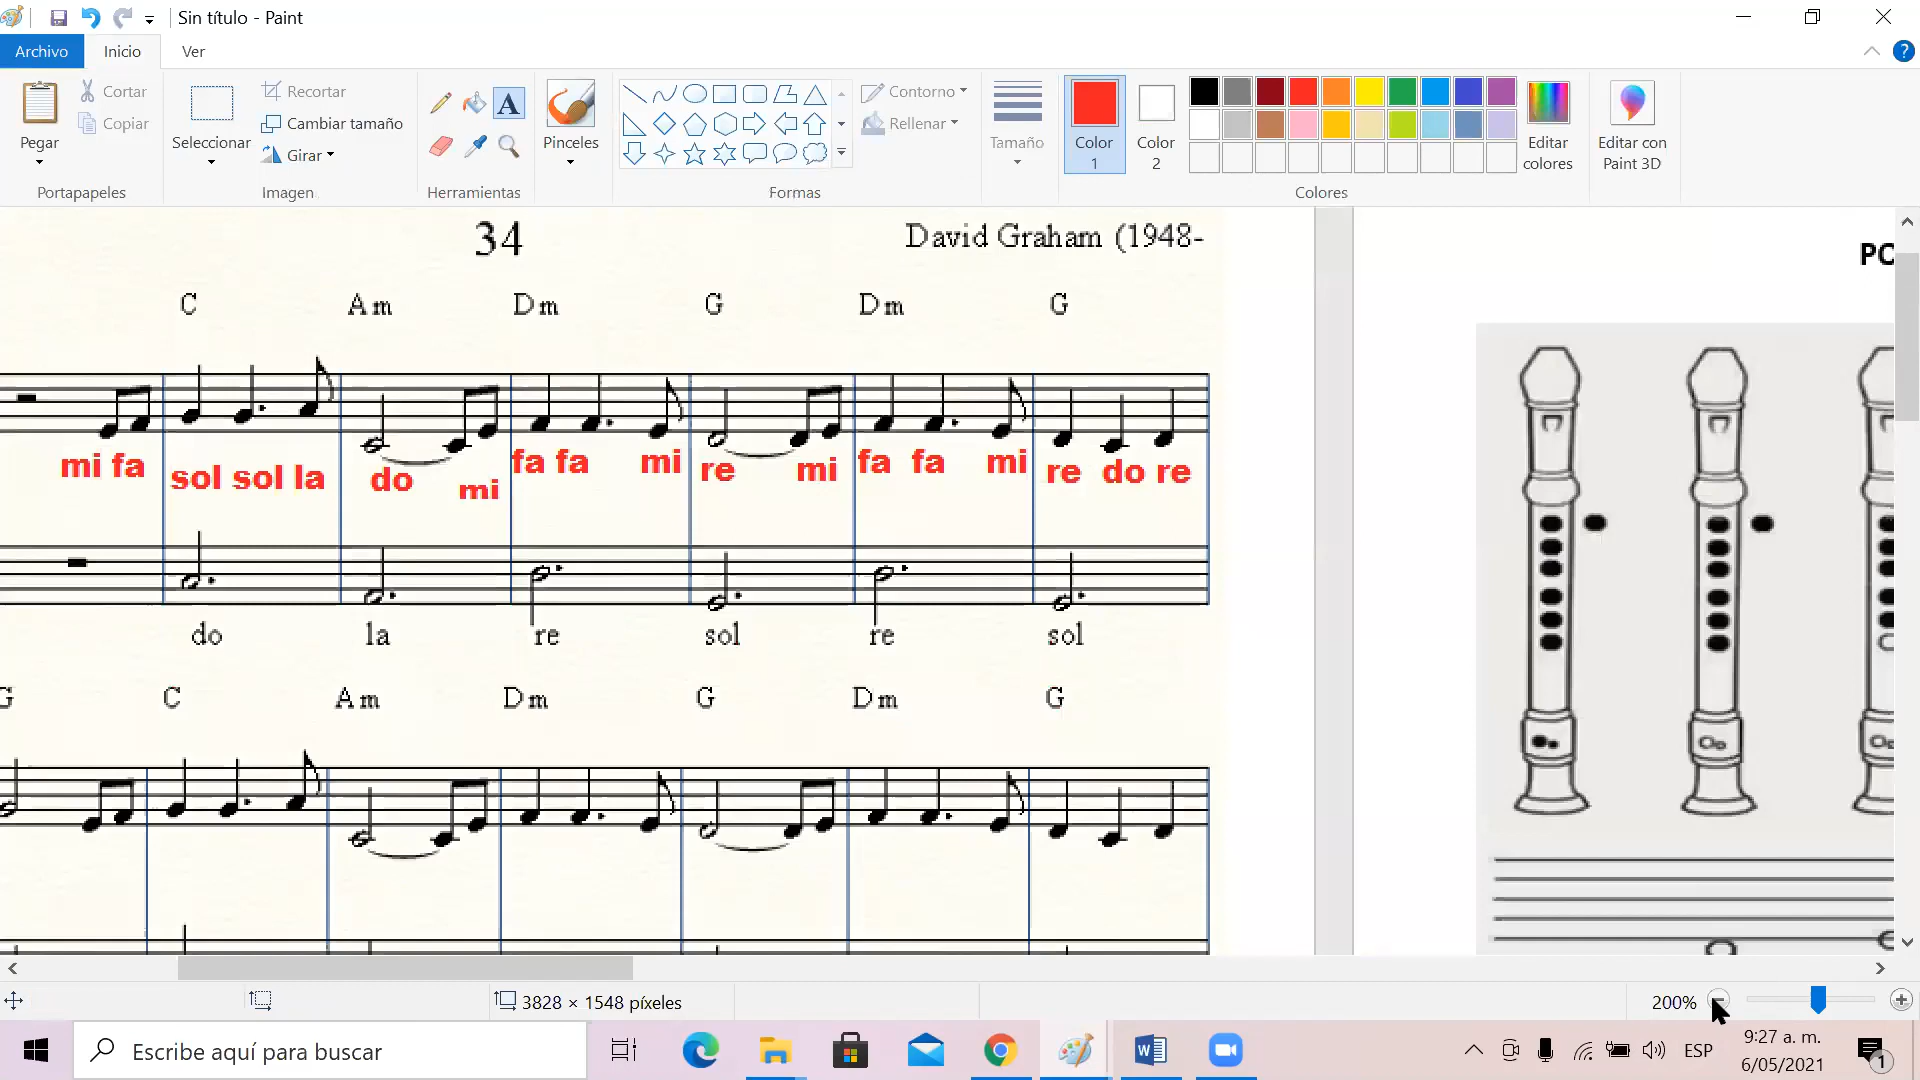 Sin título - Paint
Archivo Inicio Ver
Pegar
Cortar
Copiar
Portapapeles
Seleccionar
Recortar
Cambiar tamaño
Girar
Imagen
A
Herramientas
Pinceles
Formas
Contorno
Rellenar
Tamaño
Color 1
Color 2
Colores
Editar colores
Editar con Paint 3D
34 David Graham (1948-
PO
C Am Dm G Dm G
mi fa sol sol la do mi fa fa mi re mi fa fa mi re do re
do la re sol re sol
G C Am Dm G Dm G
3828 × 1548 píxeles
200%
Escribe aquí para buscar
ESP
9:27 a. m.
6/05/2021
1